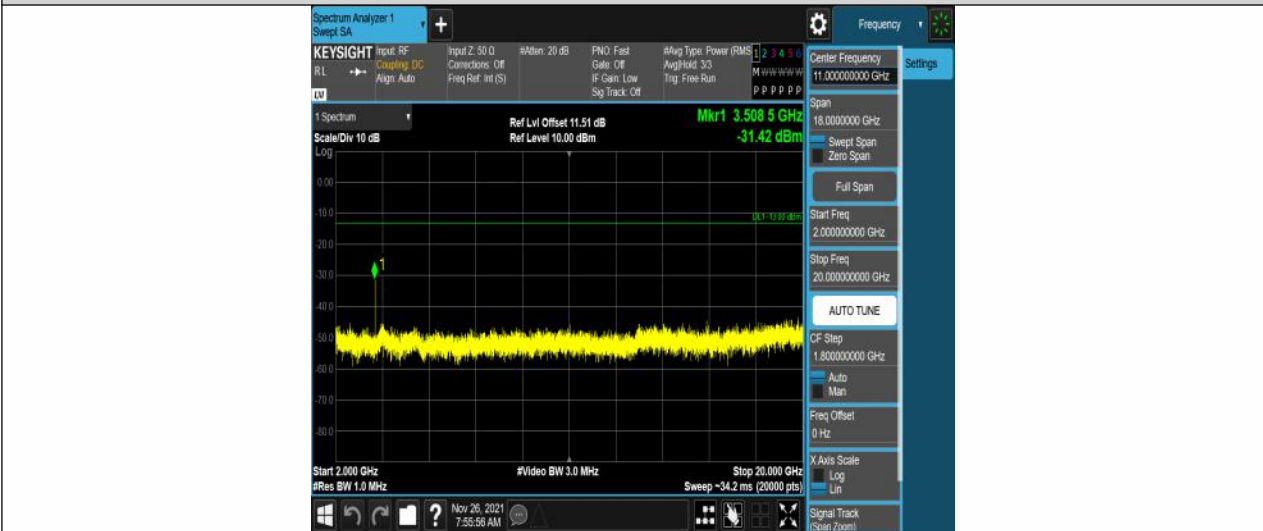 Spectrum Analyzer 1
Swept SA
+
Frequency
KEYSIGHT
RL
LV
Input: RF
Coupling: DC
Align: Auto
Input Z: 50 Ω
Corrections: Off
Freq Ref: Int (S)
#Atten: 20 dB
PNO: Fast
Gate: Off
IF Gain: Low
Sig Track: Off
#Avg Type: Power (RMS
Avg|Hold: 3/3
Trig: Free Run
1 2 3 4 5 6
M W W W W W
P P P P P P
1 Spectrum
Scale/Div 10 dB
Log
Ref Lvl Offset 11.51 dB
Ref Level 10.00 dBm
Mkr1 3.508 5 GHz
-31.42 dBm
0.00
-10.0
-20.0
-30.0
-40.0
-50.0
-60.0
-70.0
-80.0
DL1 -13.00 dBm
1
Start 2.000 GHz
#Res BW 1.0 MHz
#Video BW 3.0 MHz
Stop 20.000 GHz
Sweep ~34.2 ms (20000 pts)
Center Frequency
11.000000000 GHz
Settings
Span
18.0000000 GHz
Swept Span
Zero Span
Full Span
Start Freq
2.000000000 GHz
Stop Freq
20.000000000 GHz
AUTO TUNE
CF Step
1.800000000 GHz
Auto
Man
Freq Offset
0 Hz
X Axis Scale
Log
Lin
Signal Track
(Span Zoom)
?
Nov 26, 2021
7:55:56 AM